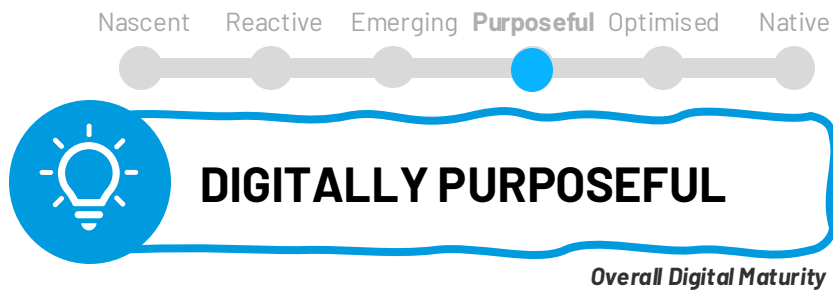 Nascent Reactive Emerging Purposeful Optimised Native
DIGITALLY PURPOSEFUL
Overall Digital Maturity